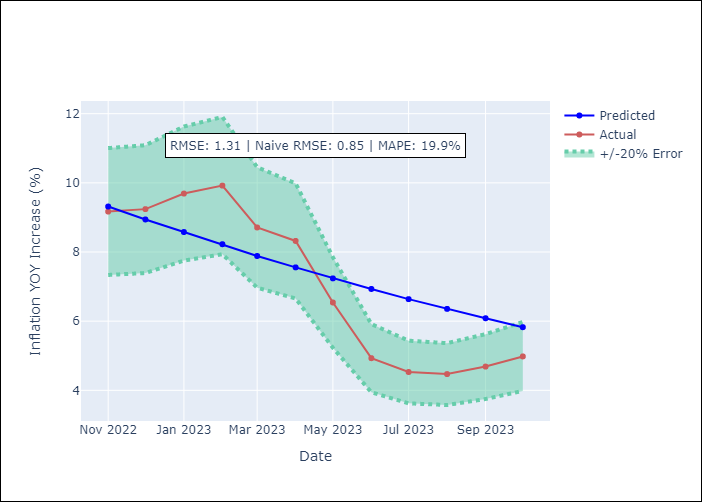 RMSE: 1.31 | Naive RMSE: 0.85 | MAPE: 19.9%
Predicted
Actual
+/-20% Error
Inflation YOY Increase (%)
12
10
8
6
4
Nov 2022
Jan 2023
Mar 2023
May 2023
Jul 2023
Sep 2023
Date